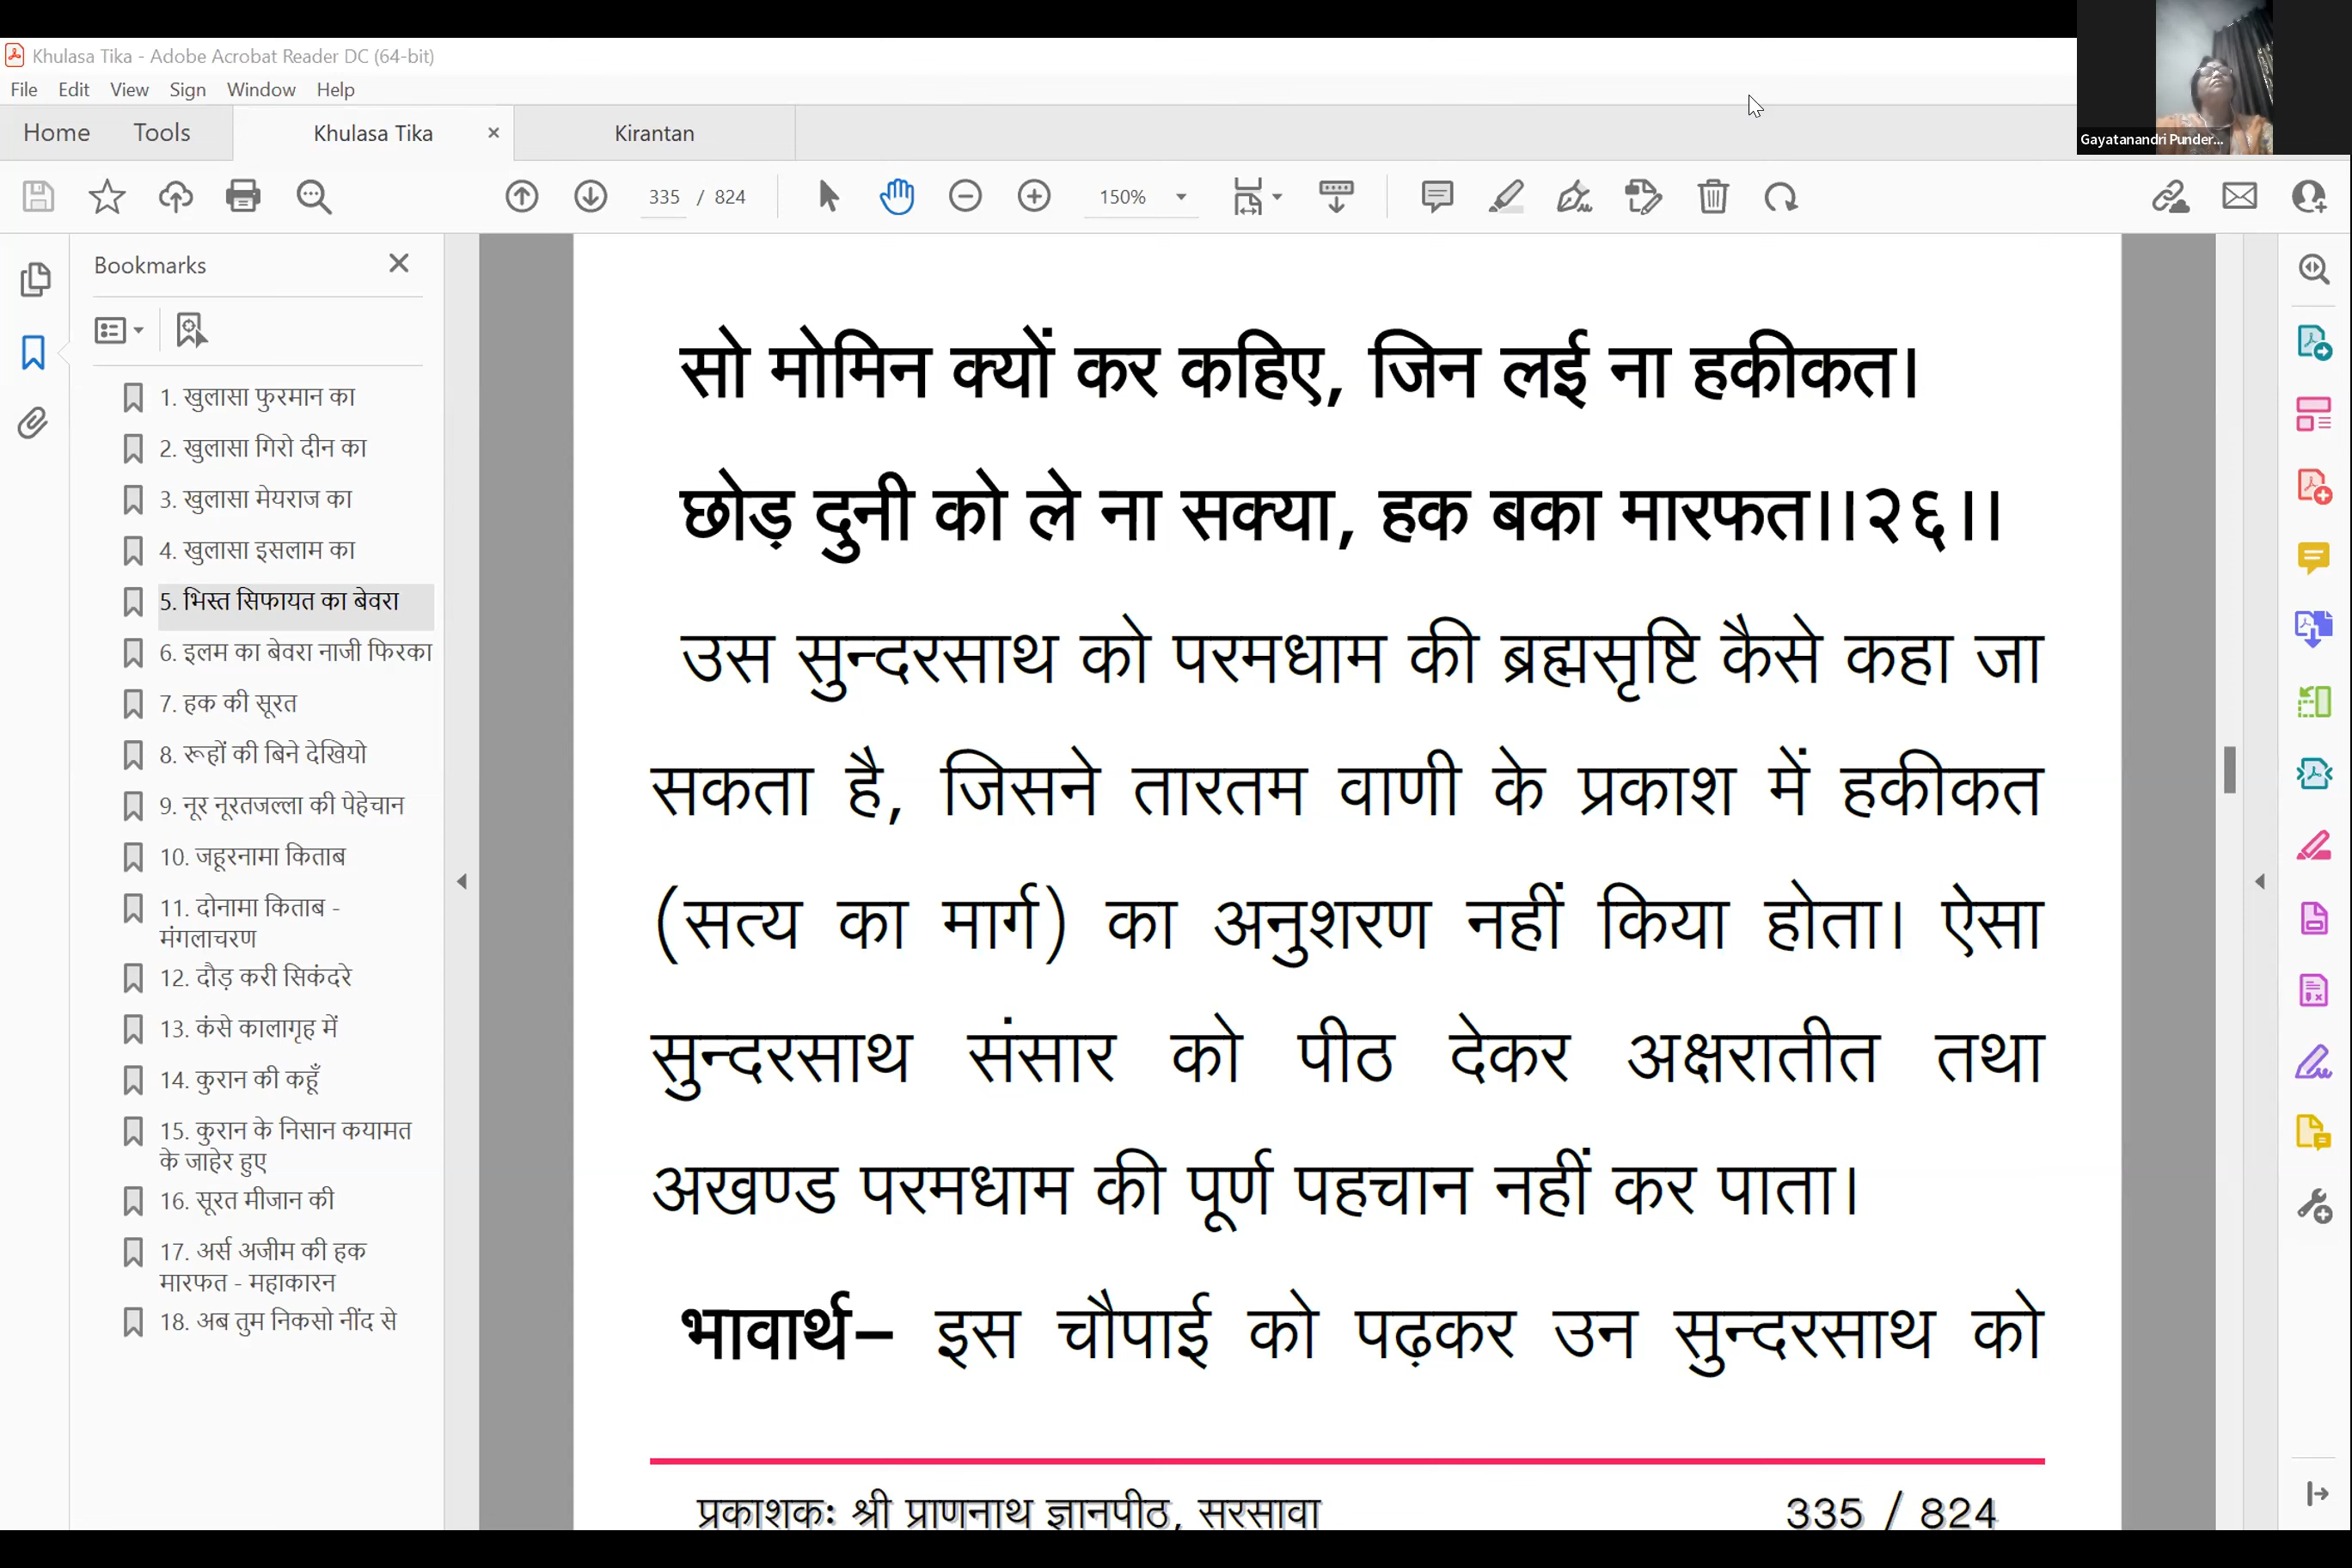 Khulasa Tika - Adobe Acrobat Reader DC (64-bit)
File Edit View Sign Window Help
Home Tools Khulasa Tika Kirantan
335 / 824 150%
Gayatanandri Punder...
Bookmarks
1. खुलासा फुरमान का
2. खुलासा गिरो दीन का
3. खुलासा मेयराज का
4. खुलासा इसलाम का
5. भिस्त सिफायत का बेवरा
6. इलम का बेवरा नाजी फिरका
7. हक की सूरत
8. रूहों की बिने देखियो
9. नूर नूरतजल्ला की पेहेचान
10. जहूरनामा किताब
11. दोनामा किताब -
मंगलाचरण
12. दौड़ करी सिकंदरे
13. कंसे कालागृह में
14. कुरान की कहूँ
15. कुरान के निसान कयामत
के जाहेर हुए
16. सूरत मीजान की
17. अर्स अजीम की हक
मारफत - महाकारन
18. अब तुम निकसो नींद से
सो मोमिन क्यों कर कहिए, जिन लई ना हकीकत।
छोड़ दुनी को ले ना सक्या, हक बका मारफत।।२६।।
उस सुन्दरसाथ को परमधाम की ब्रह्मसृष्टि कैसे कहा जा
सकता है, जिसने तारतम वाणी के प्रकाश में हकीकत
(सत्य का मार्ग) का अनुशरण नहीं किया होता। ऐसा
सुन्दरसाथ संसार को पीठ देकर अक्षरातीत तथा
अखण्ड परमधाम की पूर्ण पहचान नहीं कर पाता।
भावार्थ– इस चौपाई को पढ़कर उन सुन्दरसाथ को
प्रकाशकः श्री प्राणनाथ ज्ञानपीठ, सरसावा 335 / 824